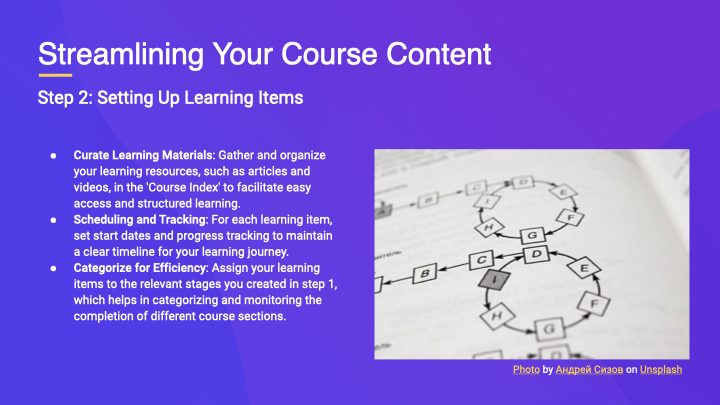 Streamlining Your Course Content
Step 2: Setting Up Learning Items
● Curate Learning Materials: Gather and organize
your learning resources, such as articles and
videos, in the 'Course Index' to facilitate easy
access and structured learning.
● Scheduling and Tracking: For each learning item,
set start dates and progress tracking to maintain
a clear timeline for your learning journey.
● Categorize for Efficiency: Assign your learning
items to the relevant stages you created in step 1,
which helps in categorizing and monitoring the
completion of different course sections.
B C D E
I F
H G
B C D E
I F
H G
D
Photo by Андрей Сизов on Unsplash